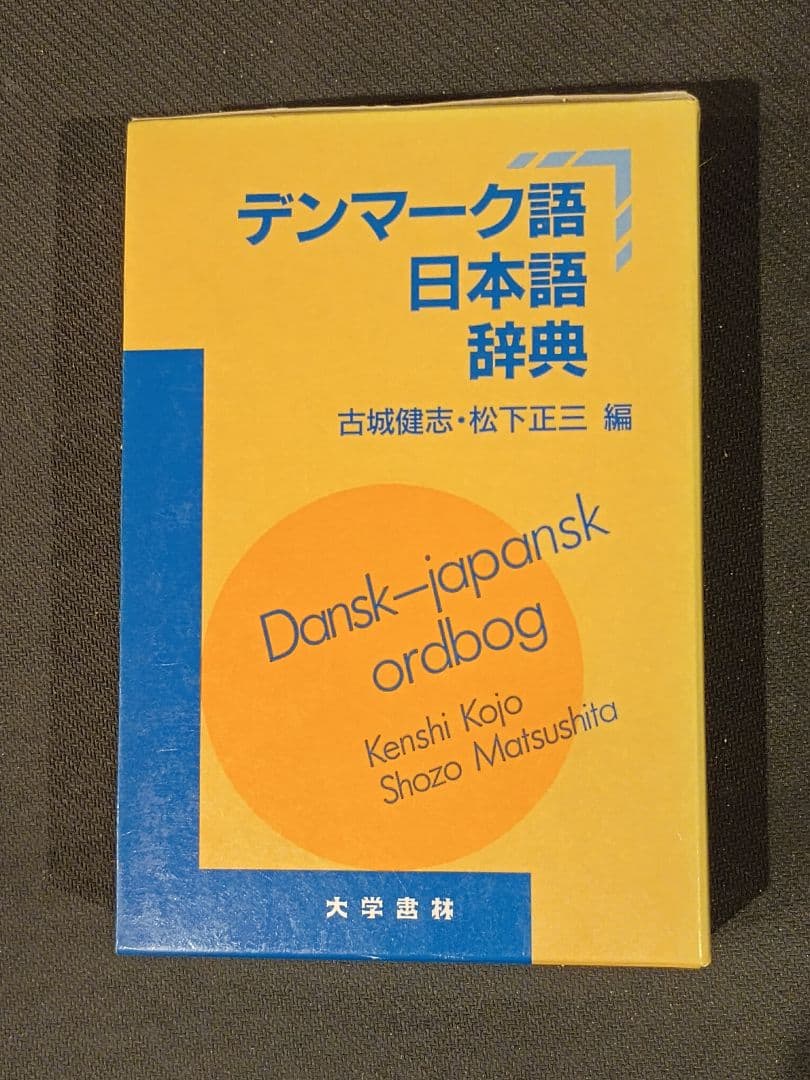 デンマーク語
日本語
辞典
古城健志・松下正三 編
Dansk–japansk
ordbog
Kenshi Kojo
Shozo Matsushita
大学書林